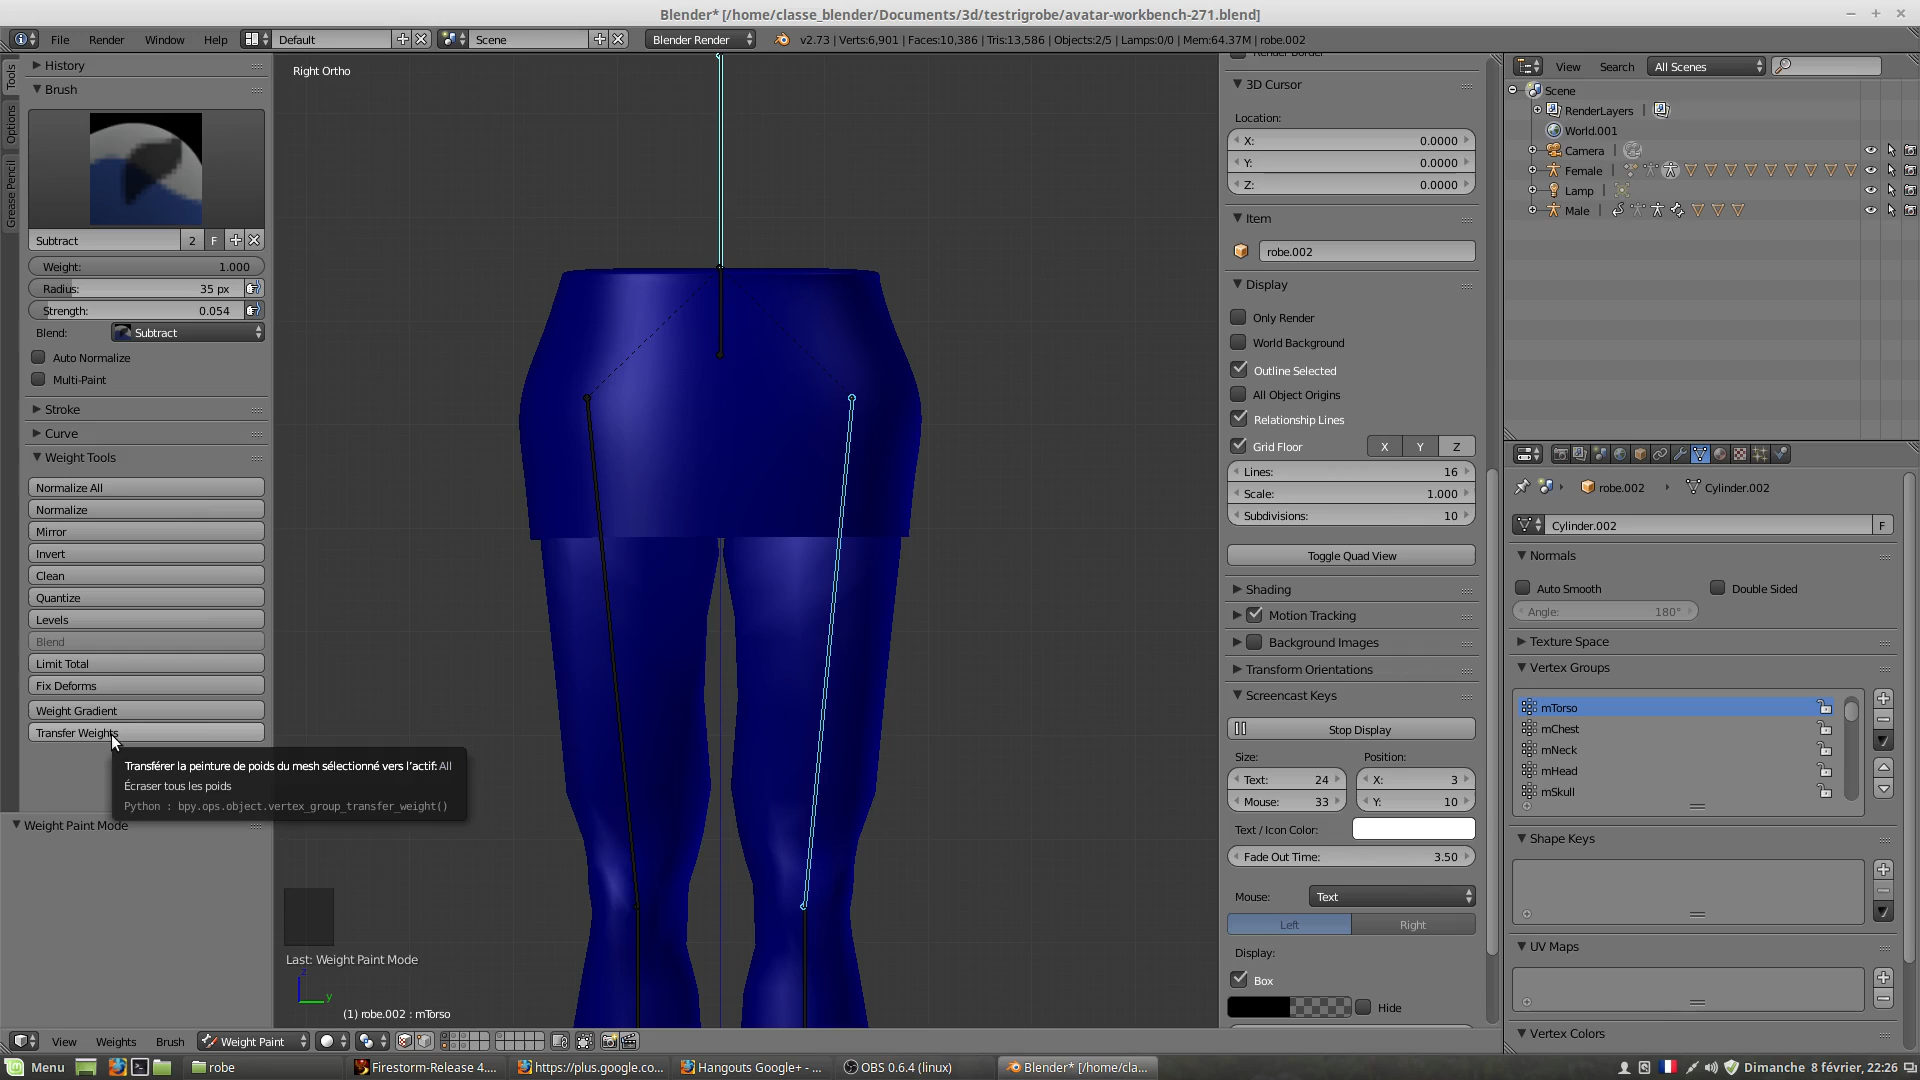 Blender* [/home/classe_blender/Documents/3d/testrigrobe/avatar-workbench-271.blend]
File Render Window Help Default Scene Blender Render v2.73 | Verts:6,901 | Faces:10,386 | Tris:13,586 | Objects:2/5 | Lamps:0/0 | Mem:64.37M | robe.002
Tools
Options
Grease Pencil
History
Brush
Subtract 2 F
Weight: 1.000
Radius: 35 px
Strength: 0.054
Blend: Subtract
Auto Normalize
Multi-Paint
Stroke
Curve
Weight Tools
Normalize All
Normalize
Mirror
Invert
Clean
Quantize
Levels
Blend
Limit Total
Fix Deforms
Weight Gradient
Transfer Weights
Transférer la peinture de poids du mesh sélectionné vers l'actif: All
Écraser tous les poids
Python : bpy.ops.object.vertex_group_transfer_weight()
Weight Paint Mode
Right Ortho
Last: Weight Paint Mode
z
y
(1) robe.002 : mTorso
View Weights Brush Weight Paint
Render Border
3D Cursor
Location:
X: 0.0000
Y: 0.0000
Z: 0.0000
Item
robe.002
Display
Only Render
World Background
Outline Selected
All Object Origins
Relationship Lines
Grid Floor X Y Z
Lines: 16
Scale: 1.000
Subdivisions: 10
Toggle Quad View
Shading
Motion Tracking
Background Images
Transform Orientations
Screencast Keys
Stop Display
Size: Position:
Text: 24 X: 3
Mouse: 33 Y: 10
Text / Icon Color:
Fade Out Time: 3.50
Mouse: Text
Left Right
Display:
Box
Hide
View Search All Scenes
Scene
RenderLayers
World.001
Camera
Female
Lamp
Male
robe.002 Cylinder.002
Cylinder.002 F
Normals
Auto Smooth Double Sided
Angle: 180°
Texture Space
Vertex Groups
mTorso
mChest
mNeck
mHead
mSkull
Shape Keys
UV Maps
Vertex Colors
Menu robe Firestorm-Release 4.... https://plus.google.co... Hangouts Google+ - ... OBS 0.6.4 (linux) Blender* [/home/cla... Dimanche 8 février, 22:26